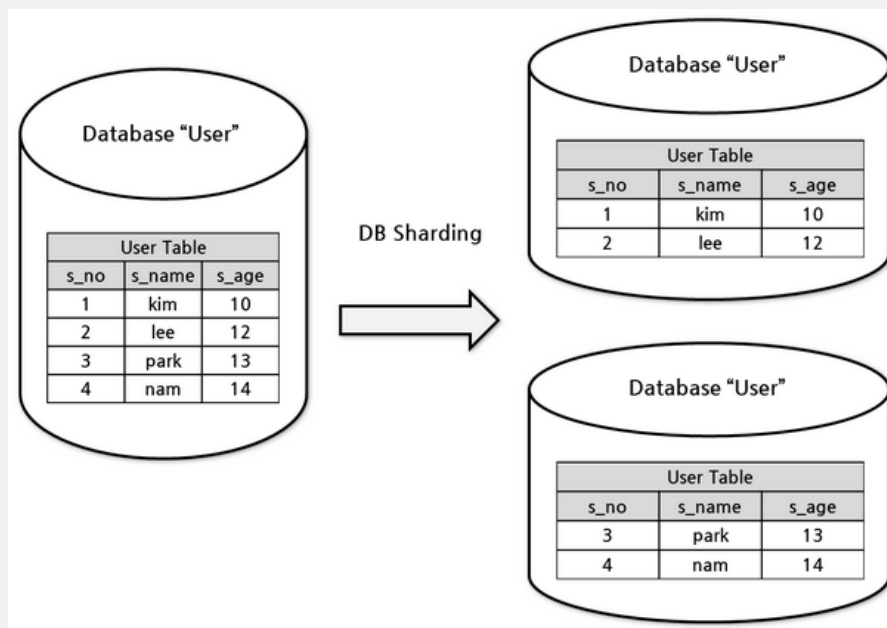 Database “User”
User Table
s_no s_name s_age
1 kim 10
2 lee 12
3 park 13
4 nam 14
DB Sharding
Database “User”
User Table
s_no s_name s_age
1 kim 10
2 lee 12
Database “User”
User Table
s_no s_name s_age
3 park 13
4 nam 14